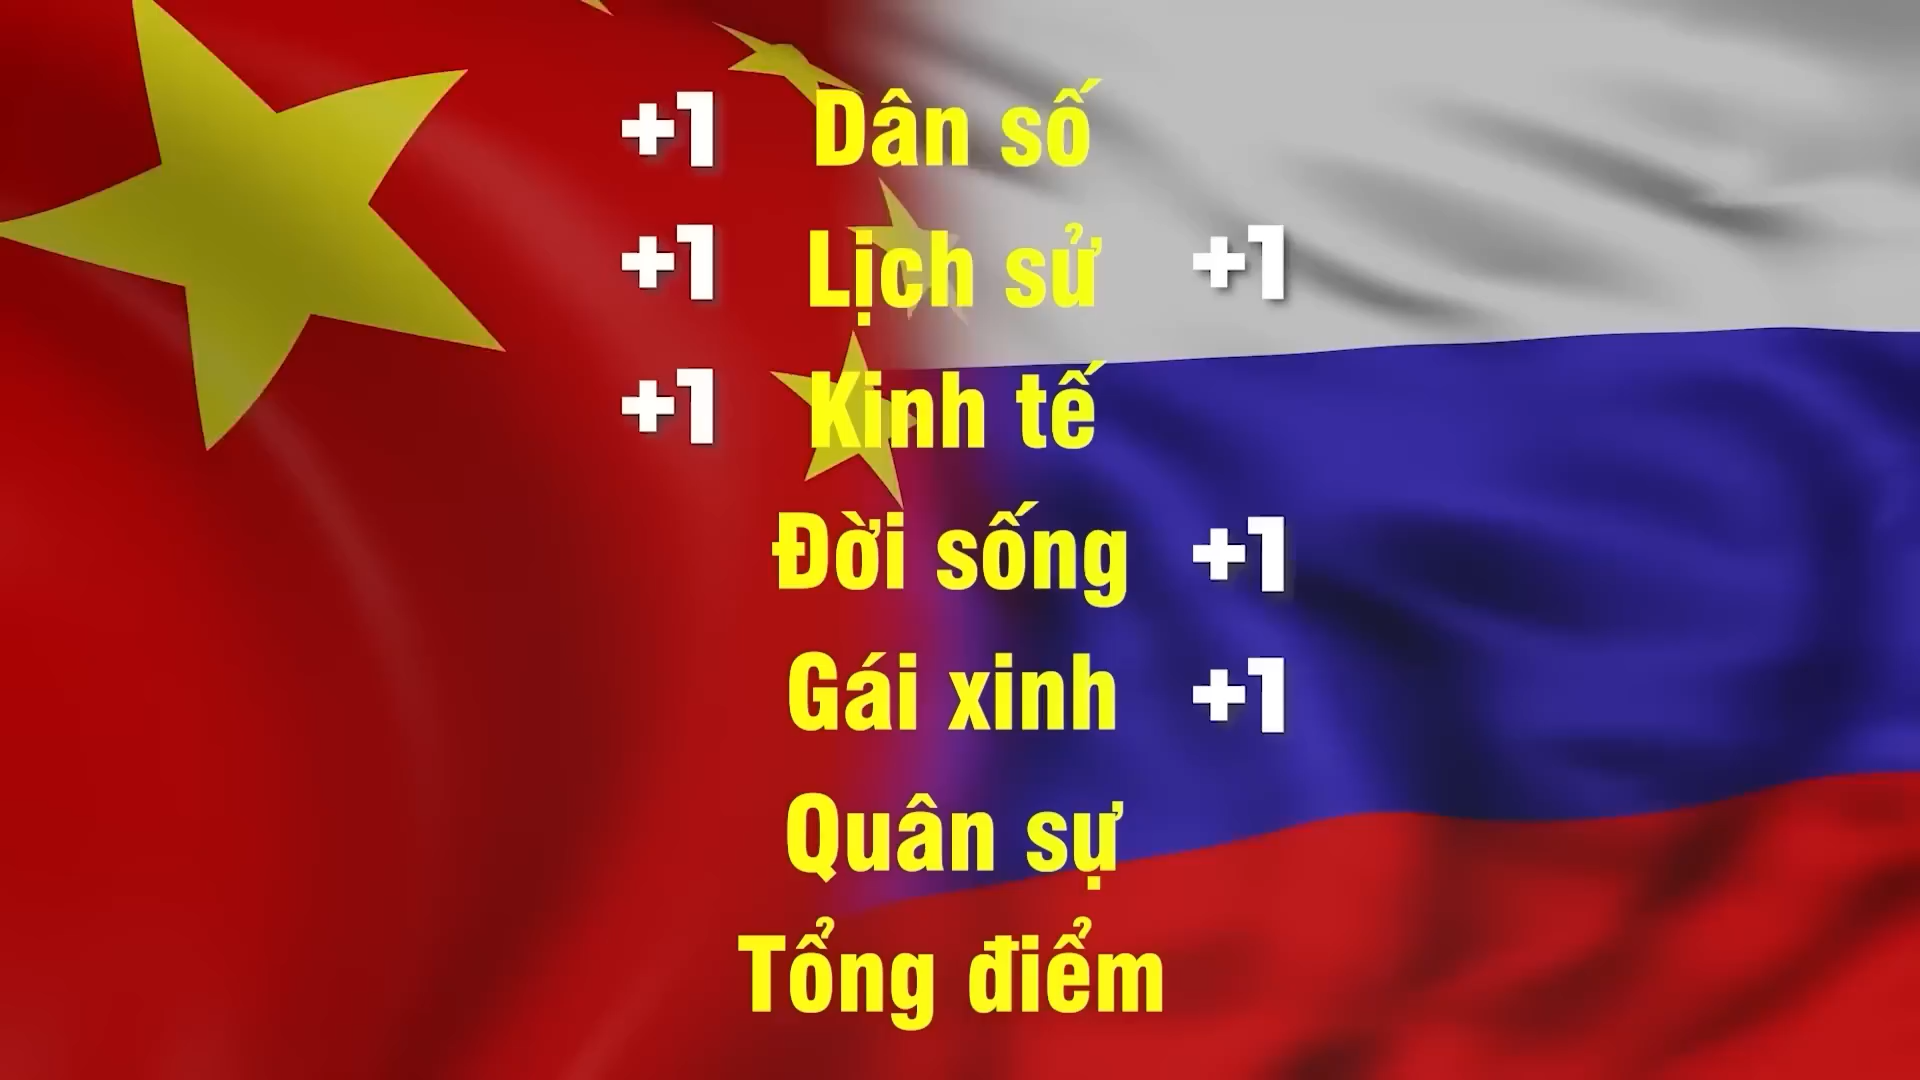 +1 Dân số
+1 Lịch sử +1
+1 Kinh tế
Đời sống +1
Gái xinh +1
Quân sự
Tổng điểm